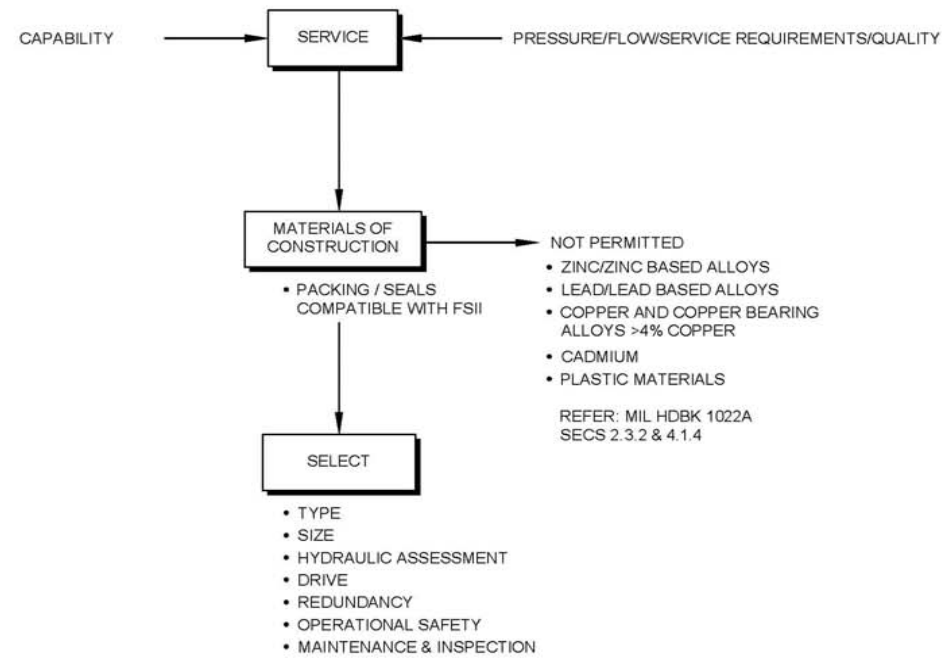 CAPABILITY
SERVICE
PRESSURE/FLOW/SERVICE REQUIREMENTS/QUALITY
MATERIALS OF
CONSTRUCTION
• PACKING / SEALS
COMPATIBLE WITH FSII
NOT PERMITTED
• ZINC/ZINC BASED ALLOYS
• LEAD/LEAD BASED ALLOYS
• COPPER AND COPPER BEARING
ALLOYS >4% COPPER
• CADMIUM
• PLASTIC MATERIALS
REFER: MIL HDBK 1022A
SECS 2.3.2 & 4.1.4
SELECT
• TYPE
• SIZE
• HYDRAULIC ASSESSMENT
• DRIVE
• REDUNDANCY
• OPERATIONAL SAFETY
• MAINTENANCE & INSPECTION